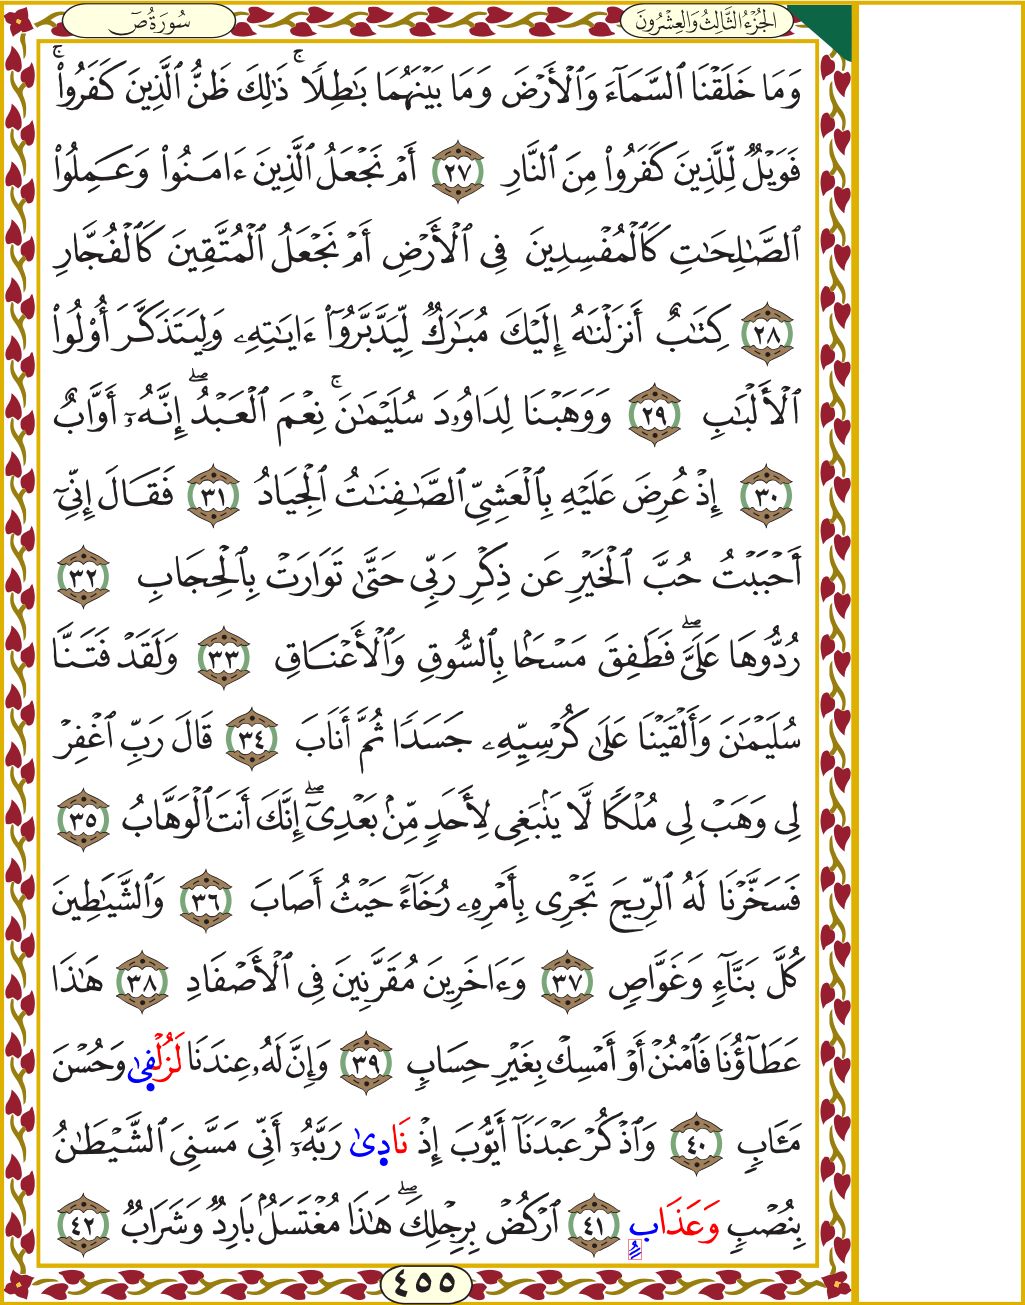 الجُزْءُ الثَّالِثُ وَالعِشْرُونَ
سُورَةُ صٓ
وَمَا خَلَقْنَا ٱلسَّمَآءَ وَٱلْأَرْضَ وَمَا بَيْنَهُمَا بَٰطِلًاۚ ذَٰلِكَ ظَنُّ ٱلَّذِينَ كَفَرُوا۟ۚ
فَوَيْلٌ لِّلَّذِينَ كَفَرُوا۟ مِنَ ٱلنَّارِ ٢٧ أَمْ نَجْعَلُ ٱلَّذِينَ ءَامَنُوا۟ وَعَمِلُوا۟
ٱلصَّٰلِحَٰتِ كَٱلْمُفْسِدِينَ فِى ٱلْأَرْضِ أَمْ نَجْعَلُ ٱلْمُتَّقِينَ كَٱلْفُجَّارِ
٢٨ كِتَٰبٌ أَنزَلْنَٰهُ إِلَيْكَ مُبَٰرَكٌ لِّيَدَّبَّرُوٓا۟ ءَايَٰتِهِۦ وَلِيَتَذَكَّرَ أُو۟لُوا۟
ٱلْأَلْبَٰبِ ٢٩ وَوَهَبْنَا لِدَاوُۥدَ سُلَيْمَٰنَۚ نِعْمَ ٱلْعَبْدُۖ إِنَّهُۥٓ أَوَّابٌ
٣٠ إِذْ عُرِضَ عَلَيْهِ بِٱلْعَشِىِّ ٱلصَّٰفِنَٰتُ ٱلْجِيَادُ ٣١ فَقَالَ إِنِّىٓ
أَحْبَبْتُ حُبَّ ٱلْخَيْرِ عَن ذِكْرِ رَبِّى حَتَّىٰ تَوَارَتْ بِٱلْحِجَابِ ٣٢
رُدُّوهَا عَلَىَّۖ فَطَفِقَ مَسْحًۢا بِٱلسُّوقِ وَٱلْأَعْنَاقِ ٣٣ وَلَقَدْ فَتَنَّا
سُلَيْمَٰنَ وَأَلْقَيْنَا عَلَىٰ كُرْسِيِّهِۦ جَسَدًا ثُمَّ أَنَابَ ٣٤ قَالَ رَبِّ ٱغْفِرْ
لِى وَهَبْ لِى مُلْكًا لَّا يَنۢبَغِى لِأَحَدٍ مِّنۢ بَعْدِىٓۖ إِنَّكَ أَنتَ ٱلْوَهَّابُ ٣٥
فَسَخَّرْنَا لَهُ ٱلرِّيحَ تَجْرِى بِأَمْرِهِۦ رُخَآءً حَيْثُ أَصَابَ ٣٦ وَٱلشَّيَٰطِينَ
كُلَّ بَنَّآءٍ وَغَوَّاصٍ ٣٧ وَءَاخَرِينَ مُقَرَّنِينَ فِى ٱلْأَصْفَادِ ٣٨ هَٰذَا
عَطَآؤُنَا فَٱمْنُنْ أَوْ أَمْسِكْ بِغَيْرِ حِسَابٍ ٣٩ وَإِنَّ لَهُۥ عِندَنَا لَزُلْفِىٰ وَحُسْنَ
مَـَٔابٍ ٤٠ وَٱذْكُرْ عَبْدَنَآ أَيُّوبَ إِذْ نَادِىٰ رَبَّهُۥٓ أَنِّى مَسَّنِىَ ٱلشَّيْطَٰنُ
بِنُصْبٍ وَعَذَابٍ ٤١ ٱرْكُضْ بِرِجْلِكَۖ هَٰذَا مُغْتَسَلٌۢ بَارِدٌ وَشَرَابٌ ٤٢
٤٥٥